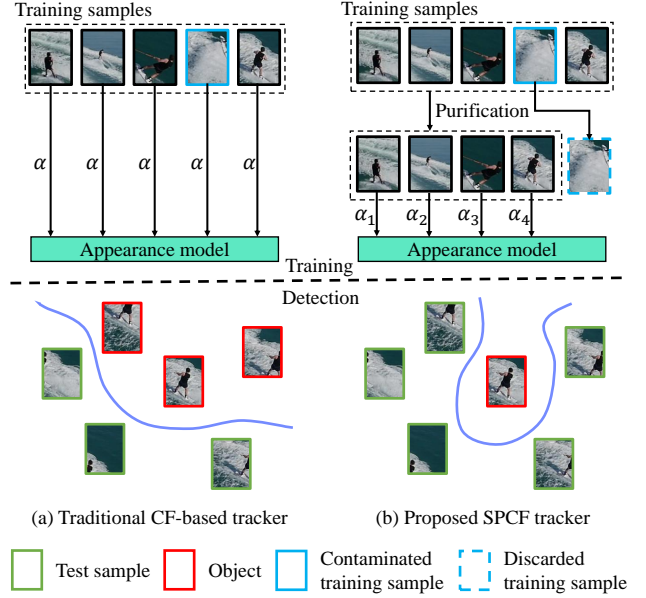 Training samples
Training samples
Purification
α
α
α
α
α
α₁
α₂
α₃
α₄
Appearance model
Appearance model
Training
Detection
(a) Traditional CF-based tracker
(b) Proposed SPCF tracker
Test sample
Object
Contaminated
training sample
Discarded
training sample